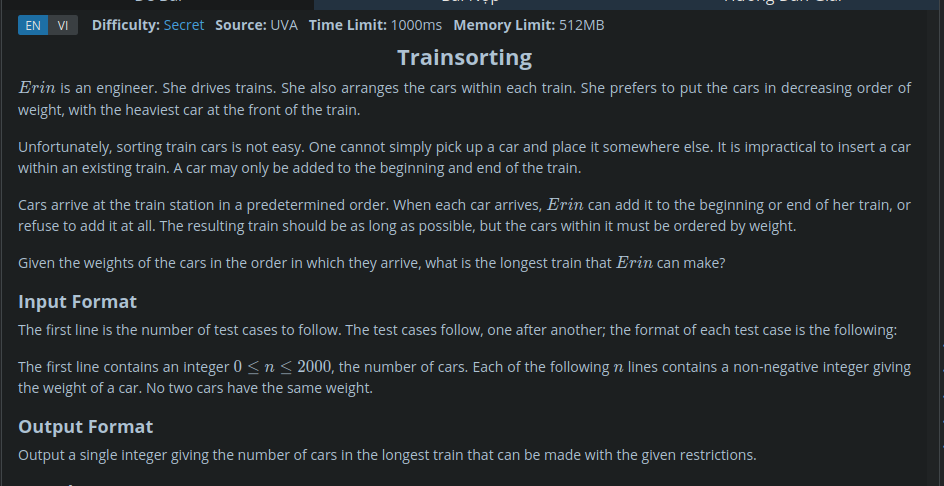 EN VI Difficulty: Secret Source: UVA Time Limit: 1000ms Memory Limit: 512MB
Trainsorting
Erin is an engineer. She drives trains. She also arranges the cars within each train. She prefers to put the cars in decreasing order of
weight, with the heaviest car at the front of the train.
Unfortunately, sorting train cars is not easy. One cannot simply pick up a car and place it somewhere else. It is impractical to insert a car
within an existing train. A car may only be added to the beginning and end of the train.
Cars arrive at the train station in a predetermined order. When each car arrives, Erin can add it to the beginning or end of her train, or
refuse to add it at all. The resulting train should be as long as possible, but the cars within it must be ordered by weight.
Given the weights of the cars in the order in which they arrive, what is the longest train that Erin can make?
Input Format
The first line is the number of test cases to follow. The test cases follow, one after another; the format of each test case is the following:
The first line contains an integer 0 ≤ n ≤ 2000, the number of cars. Each of the following n lines contains a non-negative integer giving
the weight of a car. No two cars have the same weight.
Output Format
Output a single integer giving the number of cars in the longest train that can be made with the given restrictions.